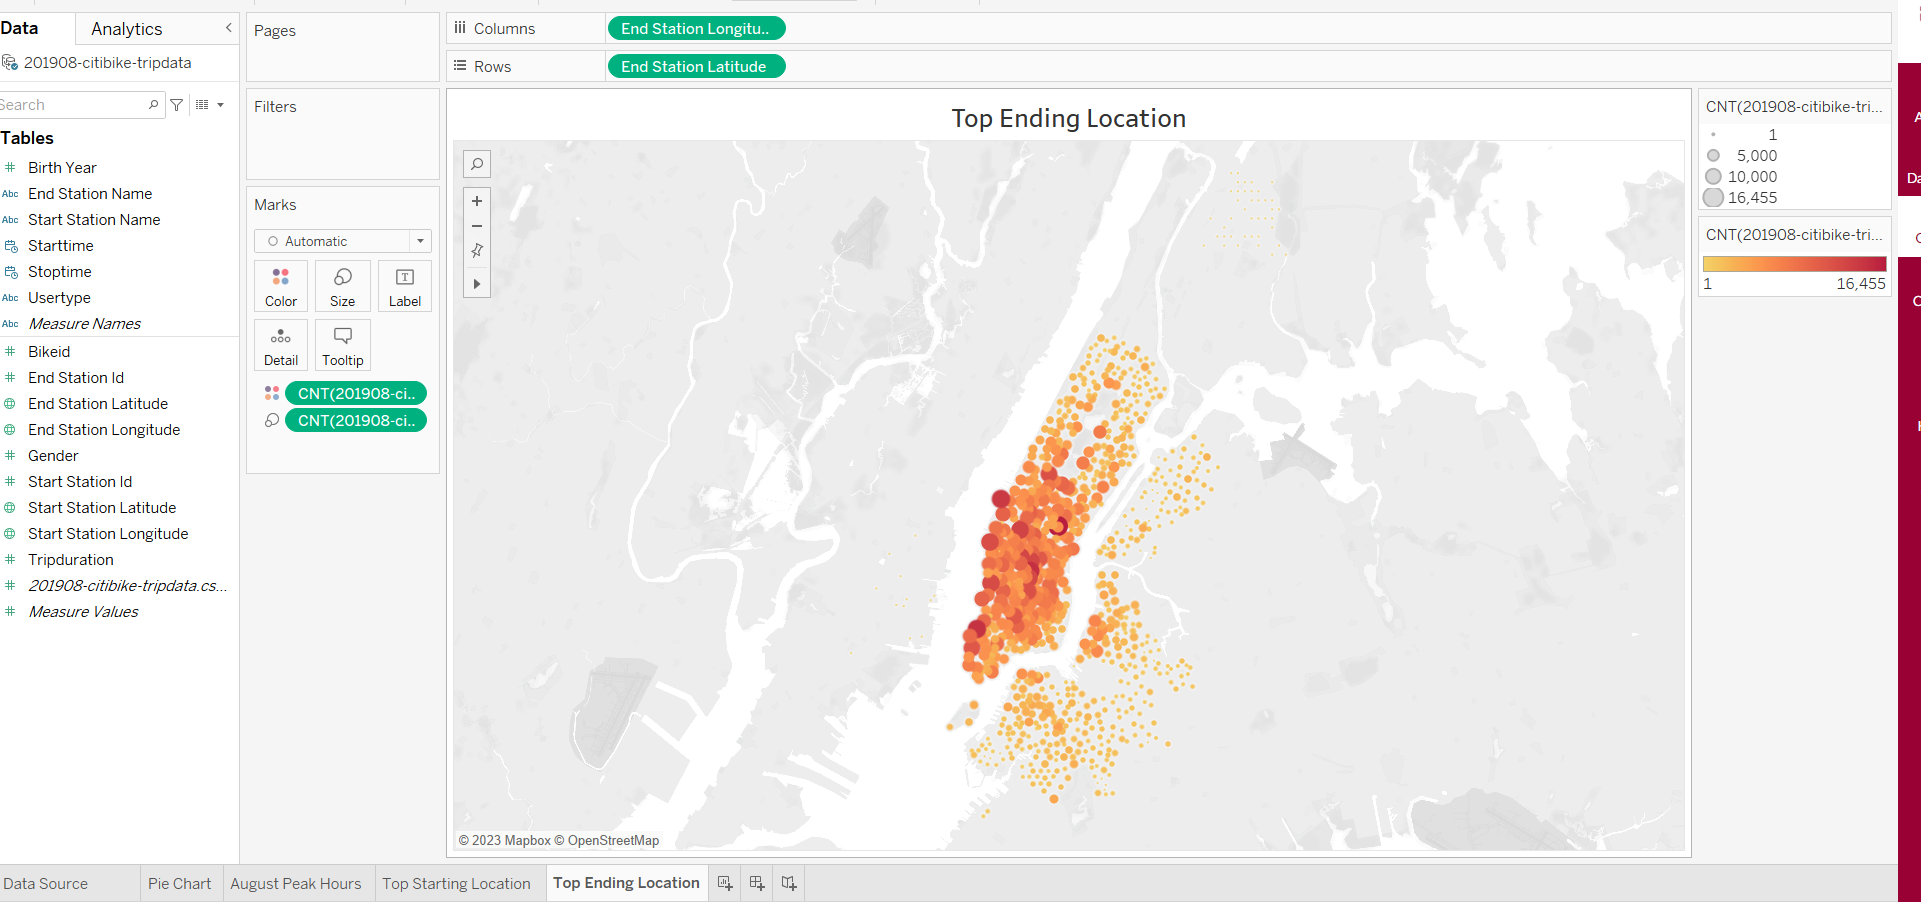 Data
Analytics
201908-citibike-tripdata
Search
Tables
Birth Year
Abc End Station Name
Abc Start Station Name
Starttime
Stoptime
Abc Usertype
Abc Measure Names
Bikeid
End Station Id
End Station Latitude
End Station Longitude
Gender
Start Station Id
Start Station Latitude
Start Station Longitude
Tripduration
201908-citibike-tripdata.cs...
Measure Values
Pages
Filters
Marks
Automatic
Color Size Label
Detail Tooltip
CNT(201908-ci..
CNT(201908-ci..
Columns End Station Longitu..
Rows End Station Latitude
Top Ending Location
© 2023 Mapbox © OpenStreetMap
CNT(201908-citibike-tri...
1
5,000
10,000
16,455
CNT(201908-citibike-tri...
1 16,455
Da
Data Source Pie Chart August Peak Hours Top Starting Location Top Ending Location